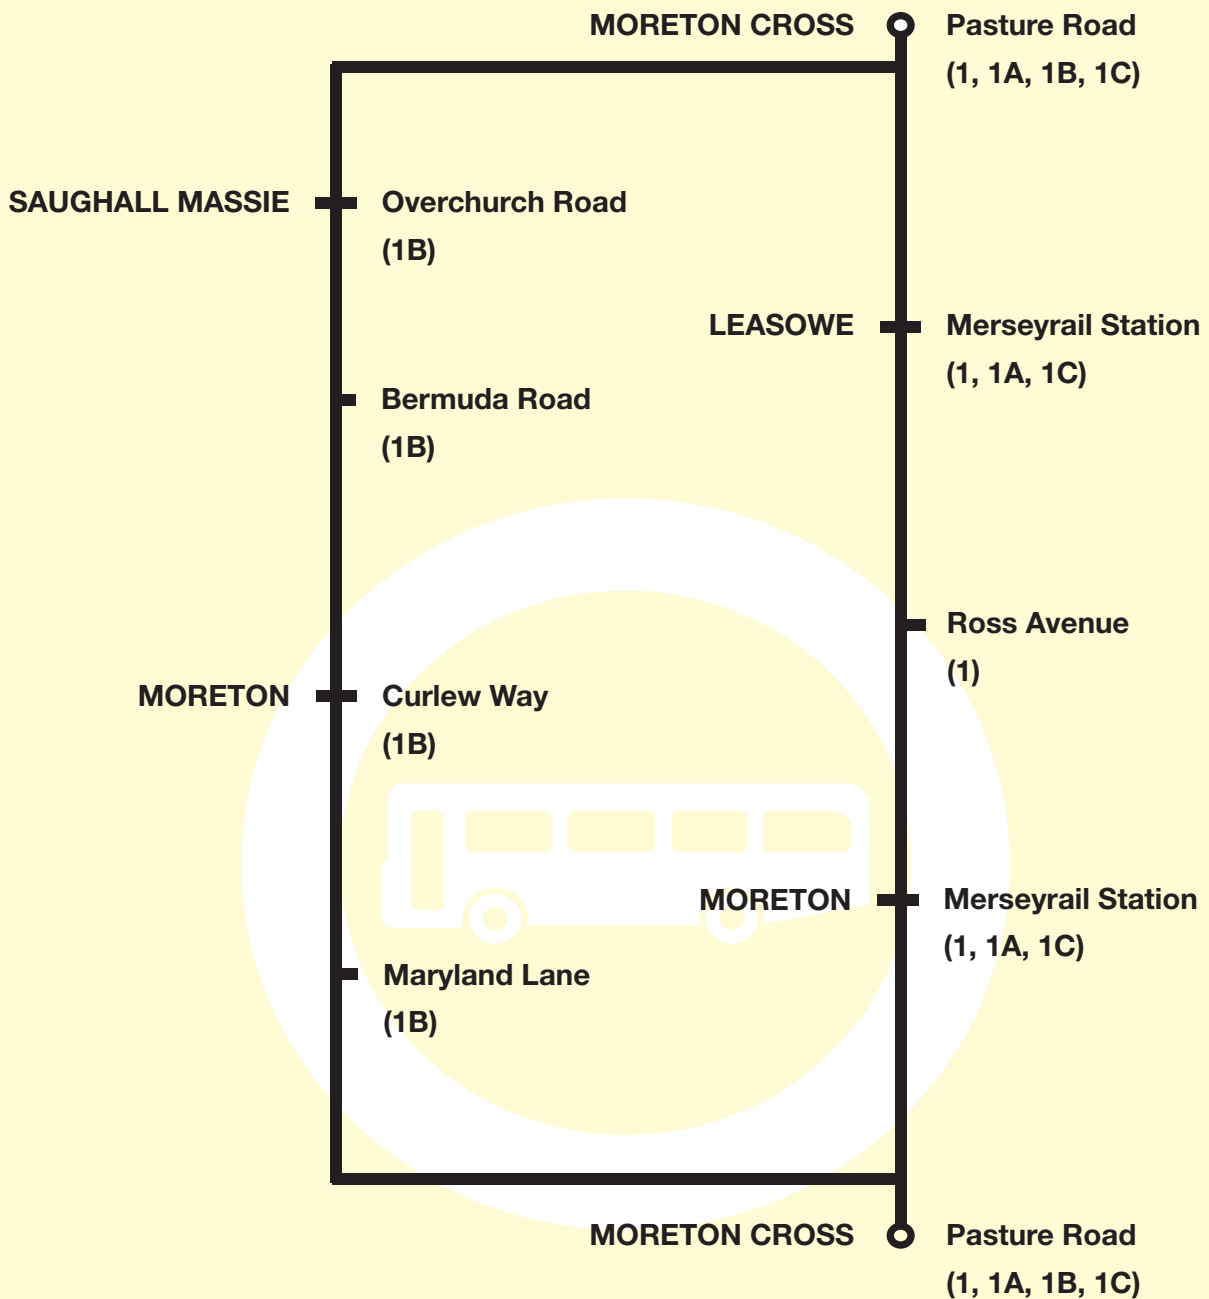 MORETON CROSS Pasture Road
(1, 1A, 1B, 1C)
SAUGHALL MASSIE Overchurch Road
(1B)
LEASOWE Merseyrail Station
(1, 1A, 1C)
Bermuda Road
(1B)
Ross Avenue
(1)
MORETON Curlew Way
(1B)
MORETON Merseyrail Station
(1, 1A, 1C)
Maryland Lane
(1B)
MORETON CROSS Pasture Road
(1, 1A, 1B, 1C)